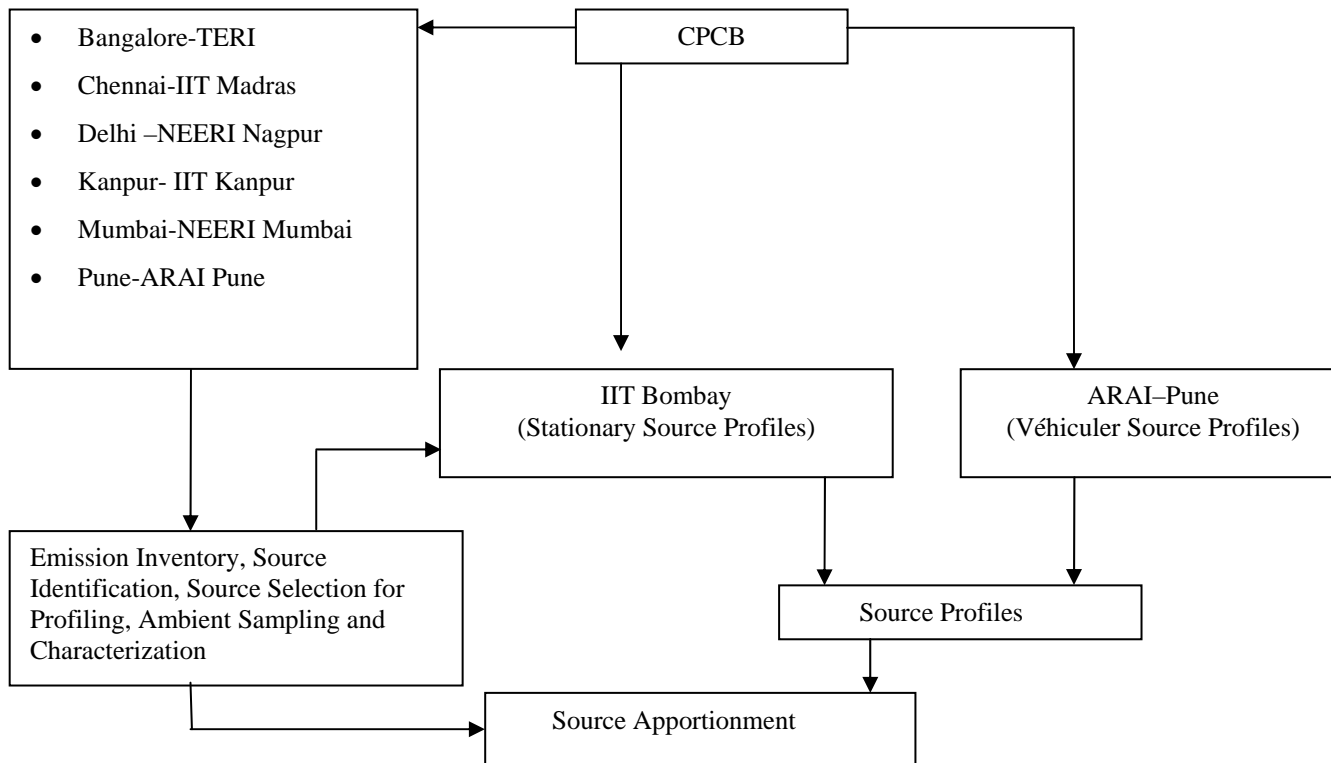 CPCB
• Bangalore-TERI
• Chennai-IIT Madras
• Delhi –NEERI Nagpur
• Kanpur- IIT Kanpur
• Mumbai-NEERI Mumbai
• Pune-ARAI Pune
IIT Bombay
(Stationary Source Profiles)
ARAI–Pune
(Véhiculer Source Profiles)
Emission Inventory, Source
Identification, Source Selection for
Profiling, Ambient Sampling and
Characterization
Source Profiles
Source Apportionment